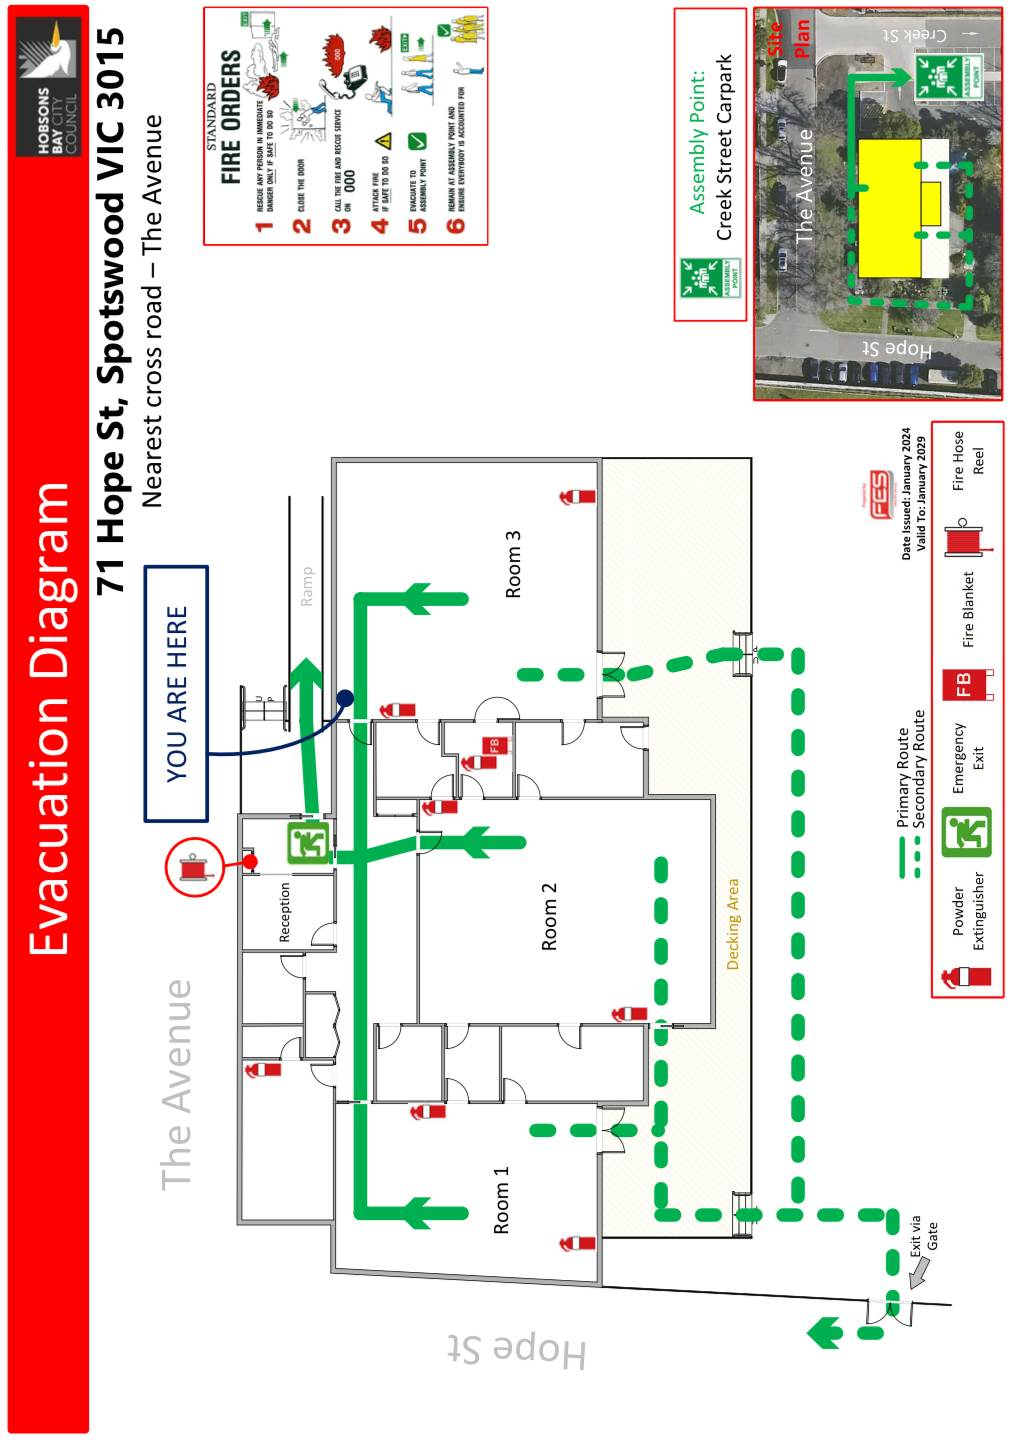 Evacuation Diagram
HOBSONS
BAY CITY
COUNCIL
71 Hope St, Spotswood VIC 3015
Nearest cross road – The Avenue
STANDARD
FIRE ORDERS
1 RESCUE ANY PERSON IN IMMEDIATE
DANGER ONLY IF SAFE TO DO SO
2 CLOSE THE DOOR
3 CALL THE FIRE AND RESCUE SERVICE
ON 000
4 ATTACK FIRE
IF SAFE TO DO SO
5 EVACUATE TO
ASSEMBLY POINT
6 REMAIN AT ASSEMBLY POINT AND
ENSURE EVERYBODY IS ACCOUNTED FOR
EXIT
000
EXIT
The Avenue
YOU ARE HERE
UP
Ramp
Reception
Room 1
Room 2
Room 3
FB
Decking Area
Hope St
Exit via
Gate
ASSEMBLY
POINT
Assembly Point:
Creek Street Carpark
Site
Plan
The Avenue
Hope St
Creek St
ASSEMBLY
POINT
Primary Route
Secondary Route
FES
Date Issued: January 2024
Valid To: January 2029
Powder
Extinguisher
Emergency
Exit
FB
Fire Blanket
Fire Hose
Reel